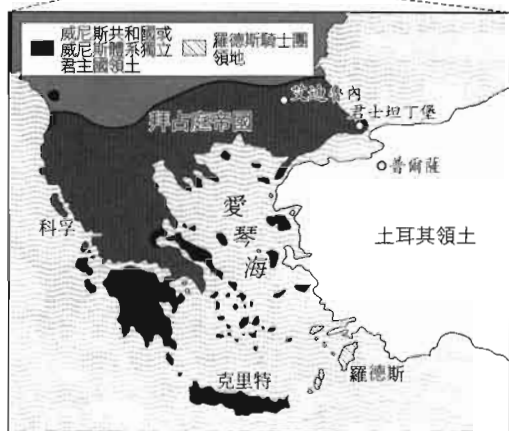 威尼斯共和國或
威尼斯體系獨立
君主國領土
羅德斯騎士團
領地
艾迪魯內
君士坦丁堡
拜占庭帝國
普爾薩
科孚
愛琴海
土耳其領土
羅德斯
克里特